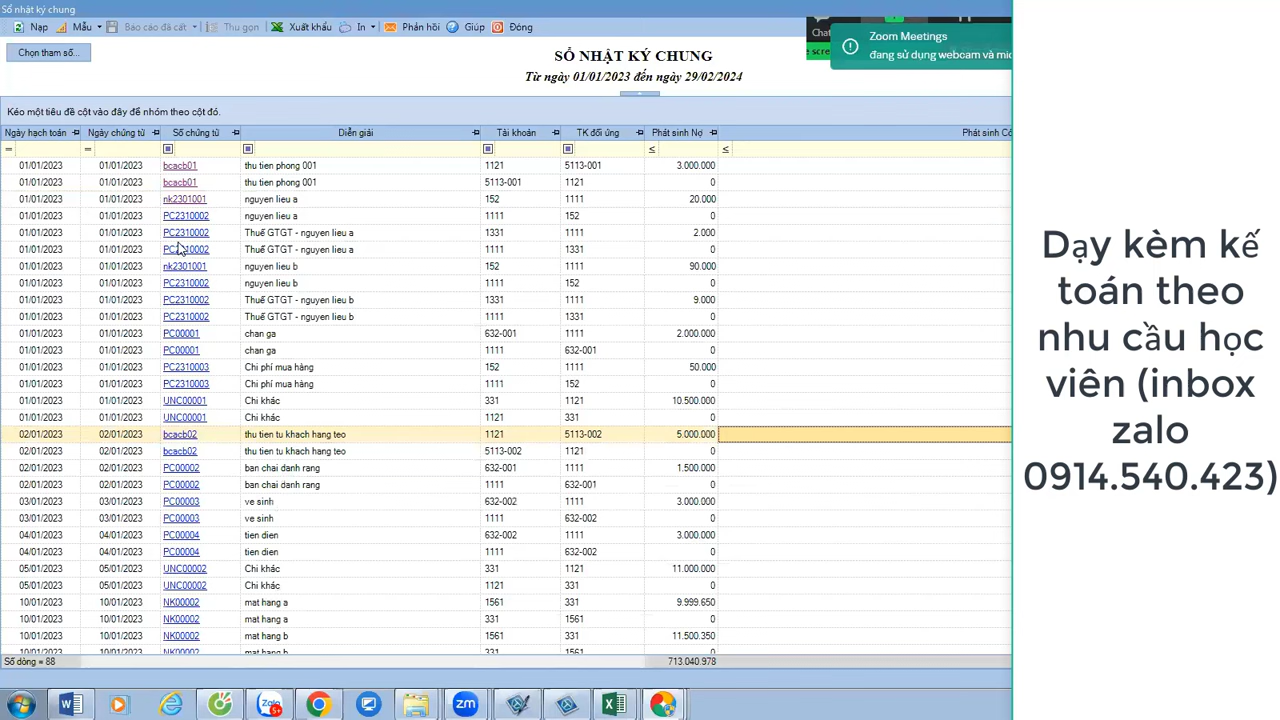 Sổ nhật ký chung
Nạp Mẫu Báo cáo đã cất Thu gọn Xuất khẩu In Phản hồi Giúp Đóng
Chọn tham số...
Chat
e scre
Zoom Meetings
đang sử dụng webcam và mic
SỔ NHẬT KÝ CHUNG
Từ ngày 01/01/2023 đến ngày 29/02/2024
Kéo một tiêu đề cột vào đây để nhóm theo cột đó.
Ngày hạch toán Ngày chứng từ Số chứng từ Diễn giải Tài khoản TK đối ứng Phát sinh Nợ Phát sinh Có
= = ≤ ≤
01/01/2023 01/01/2023 bcacb01 thu tien phong 001 1121 5113-001 3.000.000
01/01/2023 01/01/2023 bcacb01 thu tien phong 001 5113-001 1121 0
01/01/2023 01/01/2023 nk2301001 nguyen lieu a 152 1111 20.000
01/01/2023 01/01/2023 PC2310002 nguyen lieu a 1111 152 0
01/01/2023 01/01/2023 PC2310002 Thuế GTGT - nguyen lieu a 1331 1111 2.000
01/01/2023 01/01/2023 PC2310002 Thuế GTGT - nguyen lieu a 1111 1331 0
01/01/2023 01/01/2023 nk2301001 nguyen lieu b 152 1111 90.000
01/01/2023 01/01/2023 PC2310002 nguyen lieu b 1111 152 0
01/01/2023 01/01/2023 PC2310002 Thuế GTGT - nguyen lieu b 1331 1111 9.000
01/01/2023 01/01/2023 PC2310002 Thuế GTGT - nguyen lieu b 1111 1331 0
01/01/2023 01/01/2023 PC00001 chan ga 632-001 1111 2.000.000
01/01/2023 01/01/2023 PC00001 chan ga 1111 632-001 0
01/01/2023 01/01/2023 PC2310003 Chi phí mua hàng 152 1111 50.000
01/01/2023 01/01/2023 PC2310003 Chi phí mua hàng 1111 152 0
01/01/2023 01/01/2023 UNC00001 Chi khác 331 1121 10.500.000
01/01/2023 01/01/2023 UNC00001 Chi khác 1121 331 0
02/01/2023 02/01/2023 bcacb02 thu tien tu khach hang teo 1121 5113-002 5.000.000
02/01/2023 02/01/2023 bcacb02 thu tien tu khach hang teo 5113-002 1121 0
02/01/2023 02/01/2023 PC00002 ban chai danh rang 632-001 1111 1.500.000
02/01/2023 02/01/2023 PC00002 ban chai danh rang 1111 632-001 0
03/01/2023 03/01/2023 PC00003 ve sinh 632-002 1111 3.000.000
03/01/2023 03/01/2023 PC00003 ve sinh 1111 632-002 0
04/01/2023 04/01/2023 PC00004 tien dien 632-002 1111 3.000.000
04/01/2023 04/01/2023 PC00004 tien dien 1111 632-002 0
05/01/2023 05/01/2023 UNC00002 Chi khác 331 1121 11.000.000
05/01/2023 05/01/2023 UNC00002 Chi khác 1121 331 0
10/01/2023 10/01/2023 NK00002 mat hang a 1561 331 9.999.650
10/01/2023 10/01/2023 NK00002 mat hang a 331 1561 0
10/01/2023 10/01/2023 NK00002 mat hang b 1561 331 11.500.350
10/01/2023 10/01/2023 NK00002 mat hang b 331 1561 0
Số dòng = 88 713.040.978
Zalo 5+ zm
Dạy kèm kế
toán theo
nhu cầu học
viên (inbox
zalo
0914.540.423)